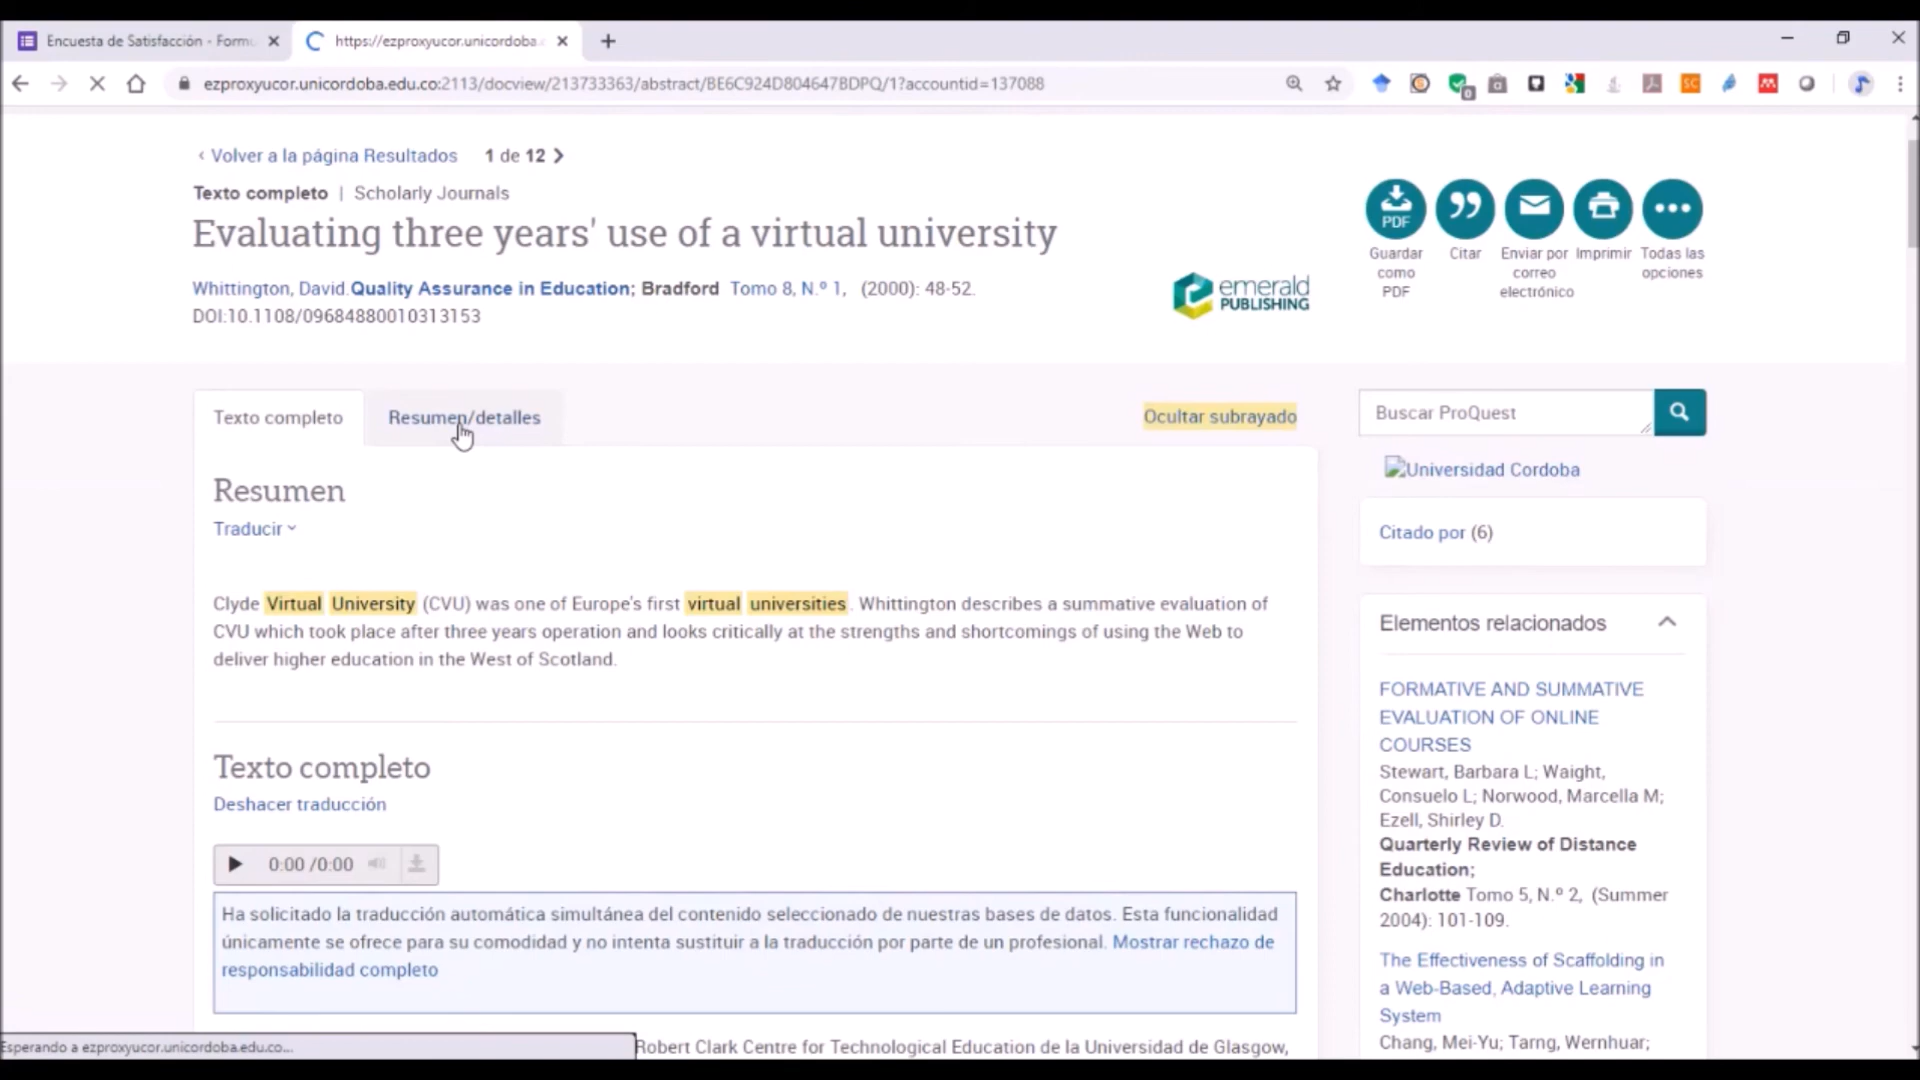 Encuesta de Satisfacción - Formu
https://ezproxyucor.unicordoba.
ezproxyucor.unicordoba.edu.co:2113/docview/213733363/abstract/BE6C924D804647BDPQ/1?accountid=137088
Volver a la página Resultados 1 de 12
Texto completo | Scholarly Journals
Evaluating three years' use of a virtual university
Whittington, David.Quality Assurance in Education; Bradford Tomo 8, N.º 1, (2000): 48-52.
DOI:10.1108/09684880010313153
emerald
PUBLISHING
PDF
Guardar como PDF
Citar
Enviar por correo electrónico
Imprimir
Todas las opciones
Texto completo
Resumen/detalles
Ocultar subrayado
Resumen
Traducir
Clyde Virtual University (CVU) was one of Europe's first virtual universities. Whittington describes a summative evaluation of
CVU which took place after three years operation and looks critically at the strengths and shortcomings of using the Web to
deliver higher education in the West of Scotland.
Texto completo
Deshacer traducción
0:00 /0:00
Ha solicitado la traducción automática simultánea del contenido seleccionado de nuestras bases de datos. Esta funcionalidad
únicamente se ofrece para su comodidad y no intenta sustituir a la traducción por parte de un profesional. Mostrar rechazo de
responsabilidad completo
Robert Clark Centre for Technological Education de la Universidad de Glasgow,
Esperando a ezproxyucor.unicordoba.edu.co...
Buscar ProQuest
Universidad Cordoba
Citado por (6)
Elementos relacionados
FORMATIVE AND SUMMATIVE
EVALUATION OF ONLINE
COURSES
Stewart, Barbara L; Waight,
Consuelo L; Norwood, Marcella M;
Ezell, Shirley D.
Quarterly Review of Distance
Education;
Charlotte Tomo 5, N.º 2, (Summer
2004): 101-109.
The Effectiveness of Scaffolding in
a Web-Based, Adaptive Learning
System
Chang, Mei-Yu; Tarng, Wernhuar;